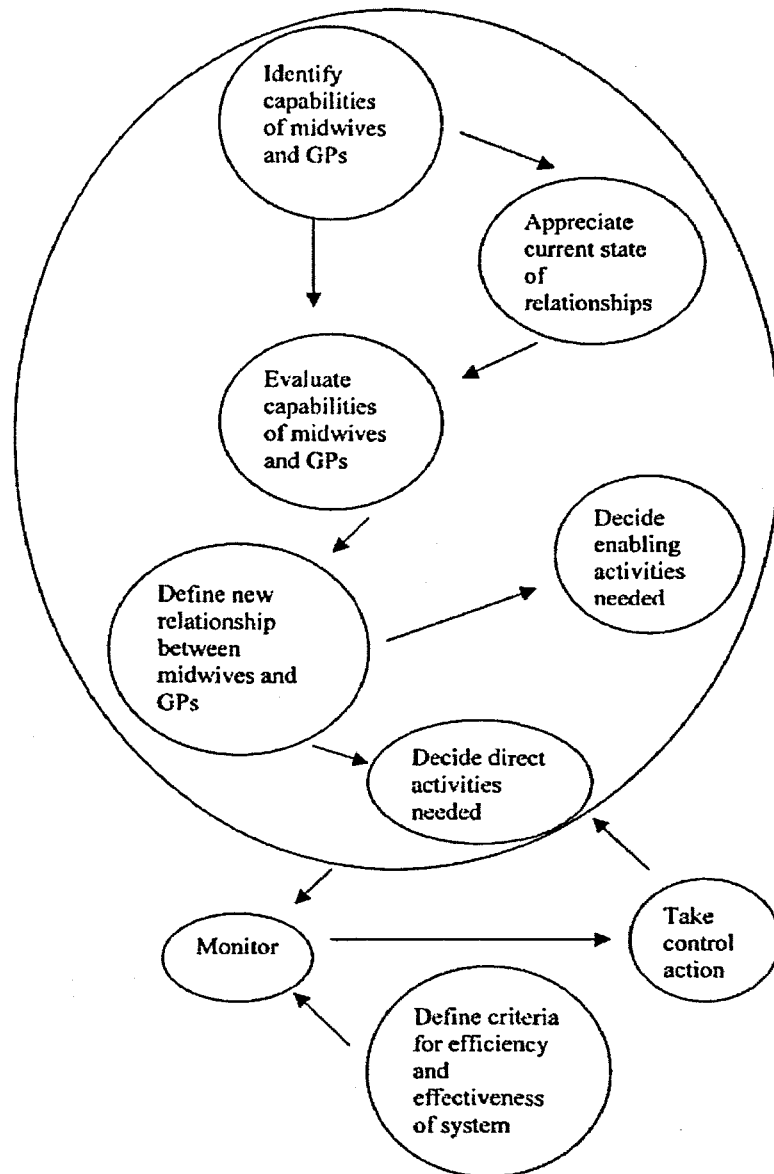 Identify
capabilities
of midwives
and GPs
Appreciate
current state
of
relationships
Evaluate
capabilities
of midwives
and GPs
Decide
enabling
activities
needed
Define new
relationship
between
midwives and
GPs
Decide direct
activities
needed
Monitor
Take
control
action
Define criteria
for efficiency
and
effectiveness
of system